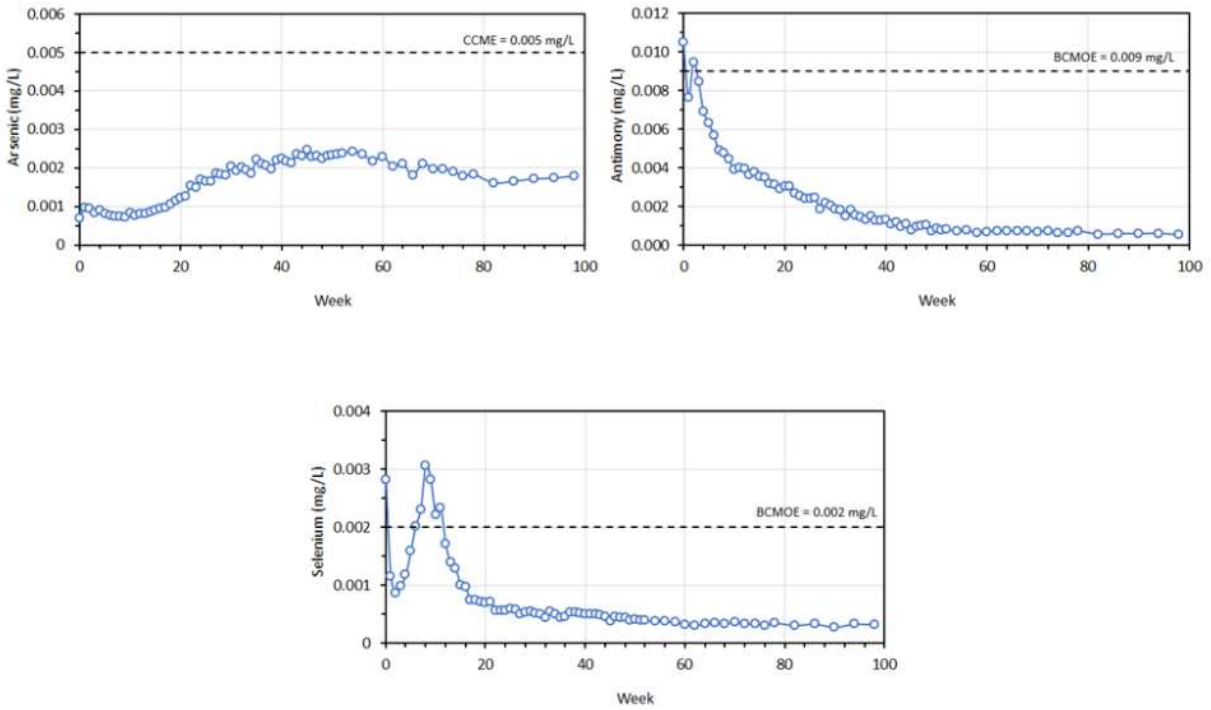 Arsenic (mg/L)
0.006
0.005
0.004
0.003
0.002
0.001
0
CCME = 0.005 mg/L
0 20 40 60 80 100
Week
Antimony (mg/L)
0.012
0.010
0.008
0.006
0.004
0.002
0.000
BCMOE = 0.009 mg/L
0 20 40 60 80 100
Week
Selenium (mg/L)
0.004
0.003
0.002
0.001
0
BCMOE = 0.002 mg/L
0 20 40 60 80 100
Week